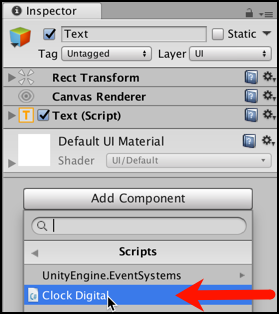 Inspector
Text
Static
Tag Untagged Layer UI
Rect Transform
Canvas Renderer
Text (Script)
Default UI Material
Shader UI/Default
Add Component
Scripts
UnityEngine.EventSystems
Clock Digital